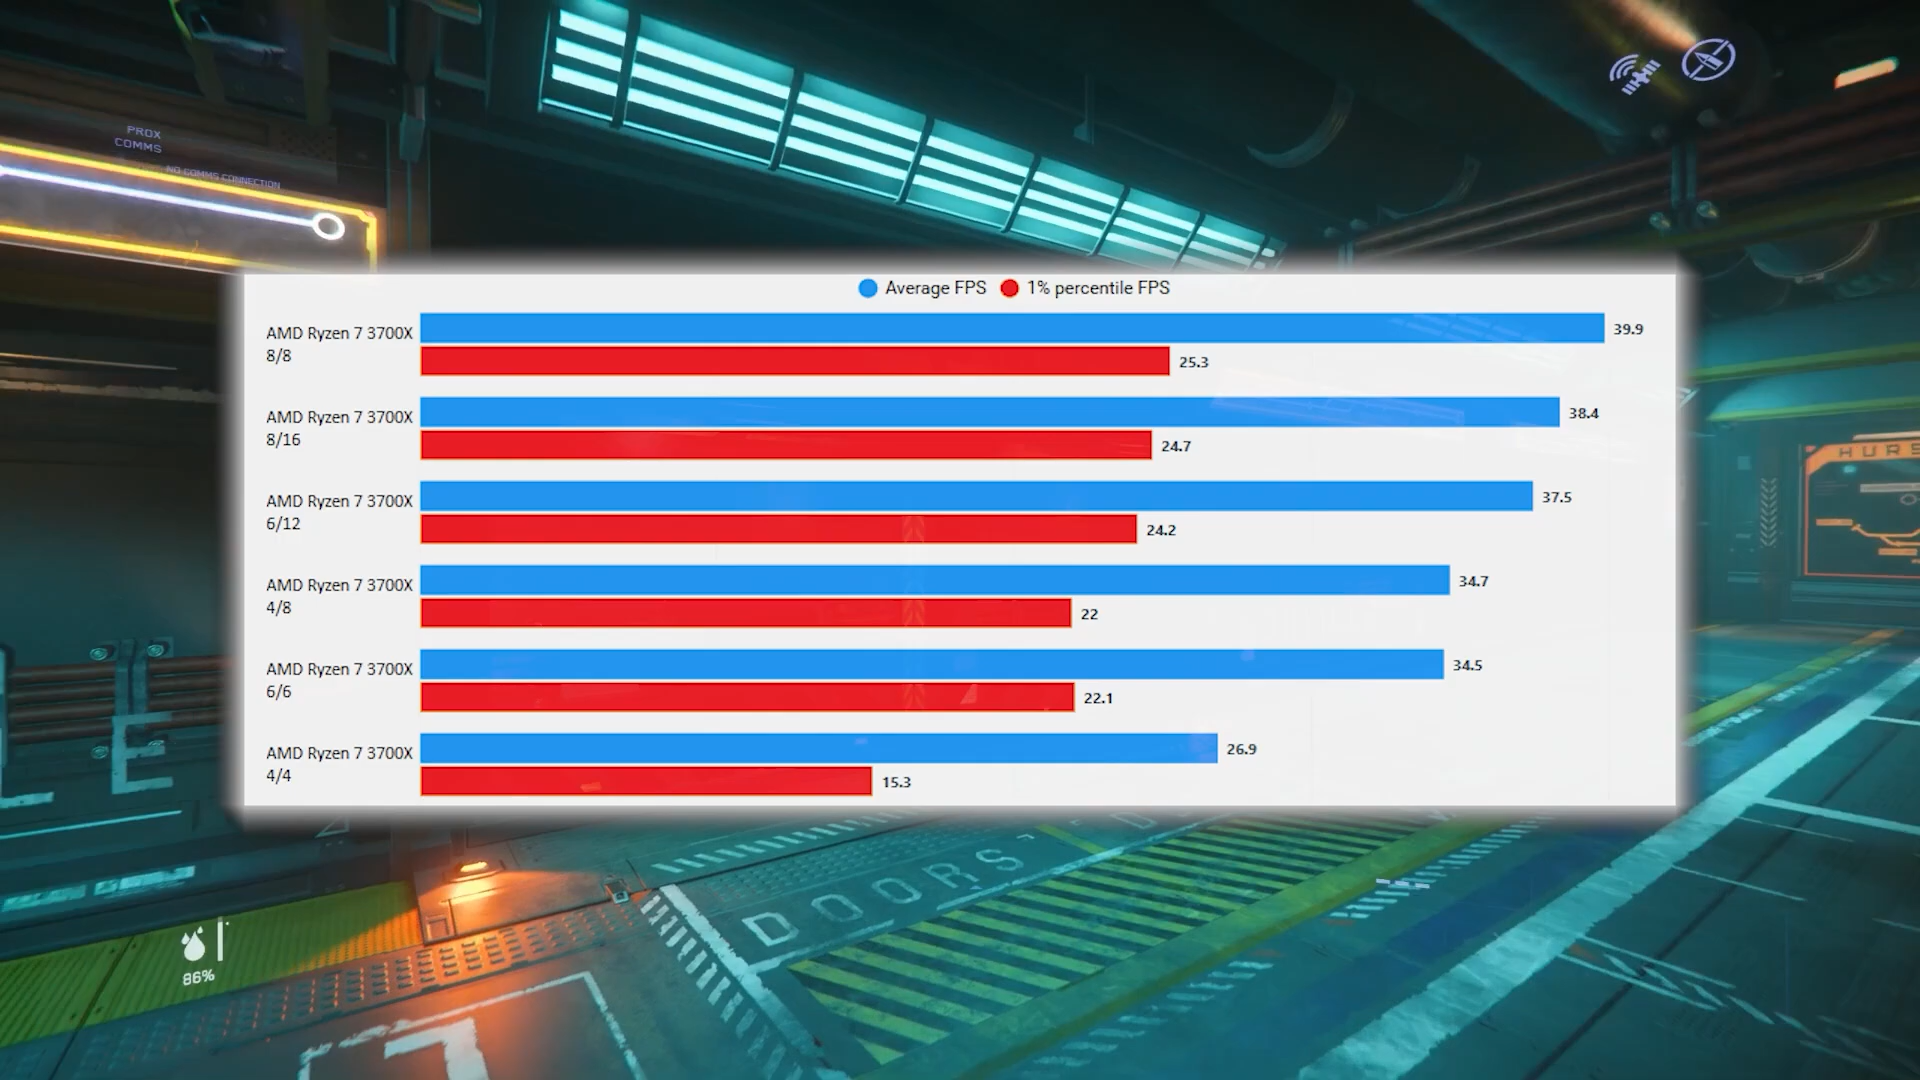 PROX
COMMS
NO COMMS CONNECTION
Average FPS 1% percentile FPS
AMD Ryzen 7 3700X
8/8
39.9
25.3
AMD Ryzen 7 3700X
8/16
38.4
24.7
AMD Ryzen 7 3700X
6/12
37.5
24.2
AMD Ryzen 7 3700X
4/8
34.7
22
AMD Ryzen 7 3700X
6/6
34.5
22.1
AMD Ryzen 7 3700X
4/4
26.9
15.3
HURS
E
DOORS
86%